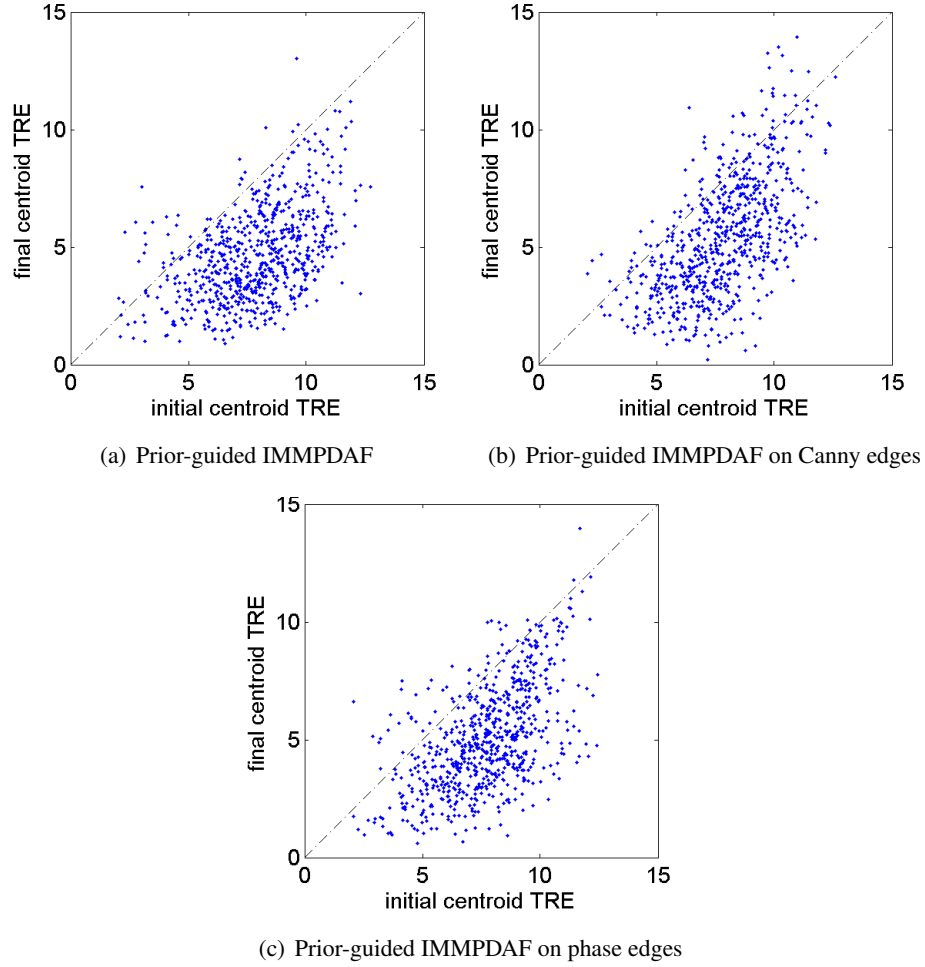 15
10
5
0
final centroid TRE
0 5 10 15
initial centroid TRE
(a) Prior-guided IMMPDAF
15
10
5
0
final centroid TRE
0 5 10 15
initial centroid TRE
(b) Prior-guided IMMPDAF on Canny edges
15
10
5
0
final centroid TRE
0 5 10 15
initial centroid TRE
(c) Prior-guided IMMPDAF on phase edges